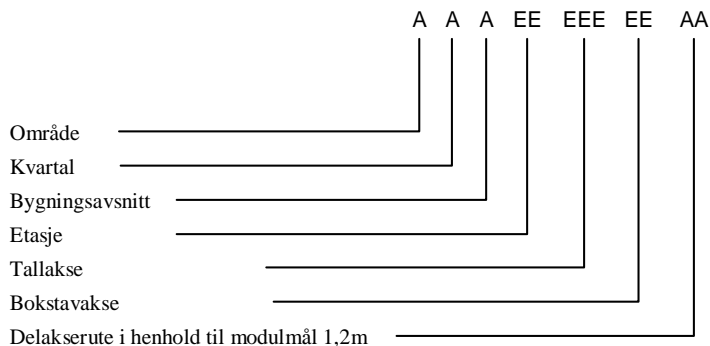 A A A EE EEE EE AA
Område
Kvartal
Bygningsavsnitt
Etasje
Tallakse
Bokstavakse
Delakserute i henhold til modulmål 1,2m